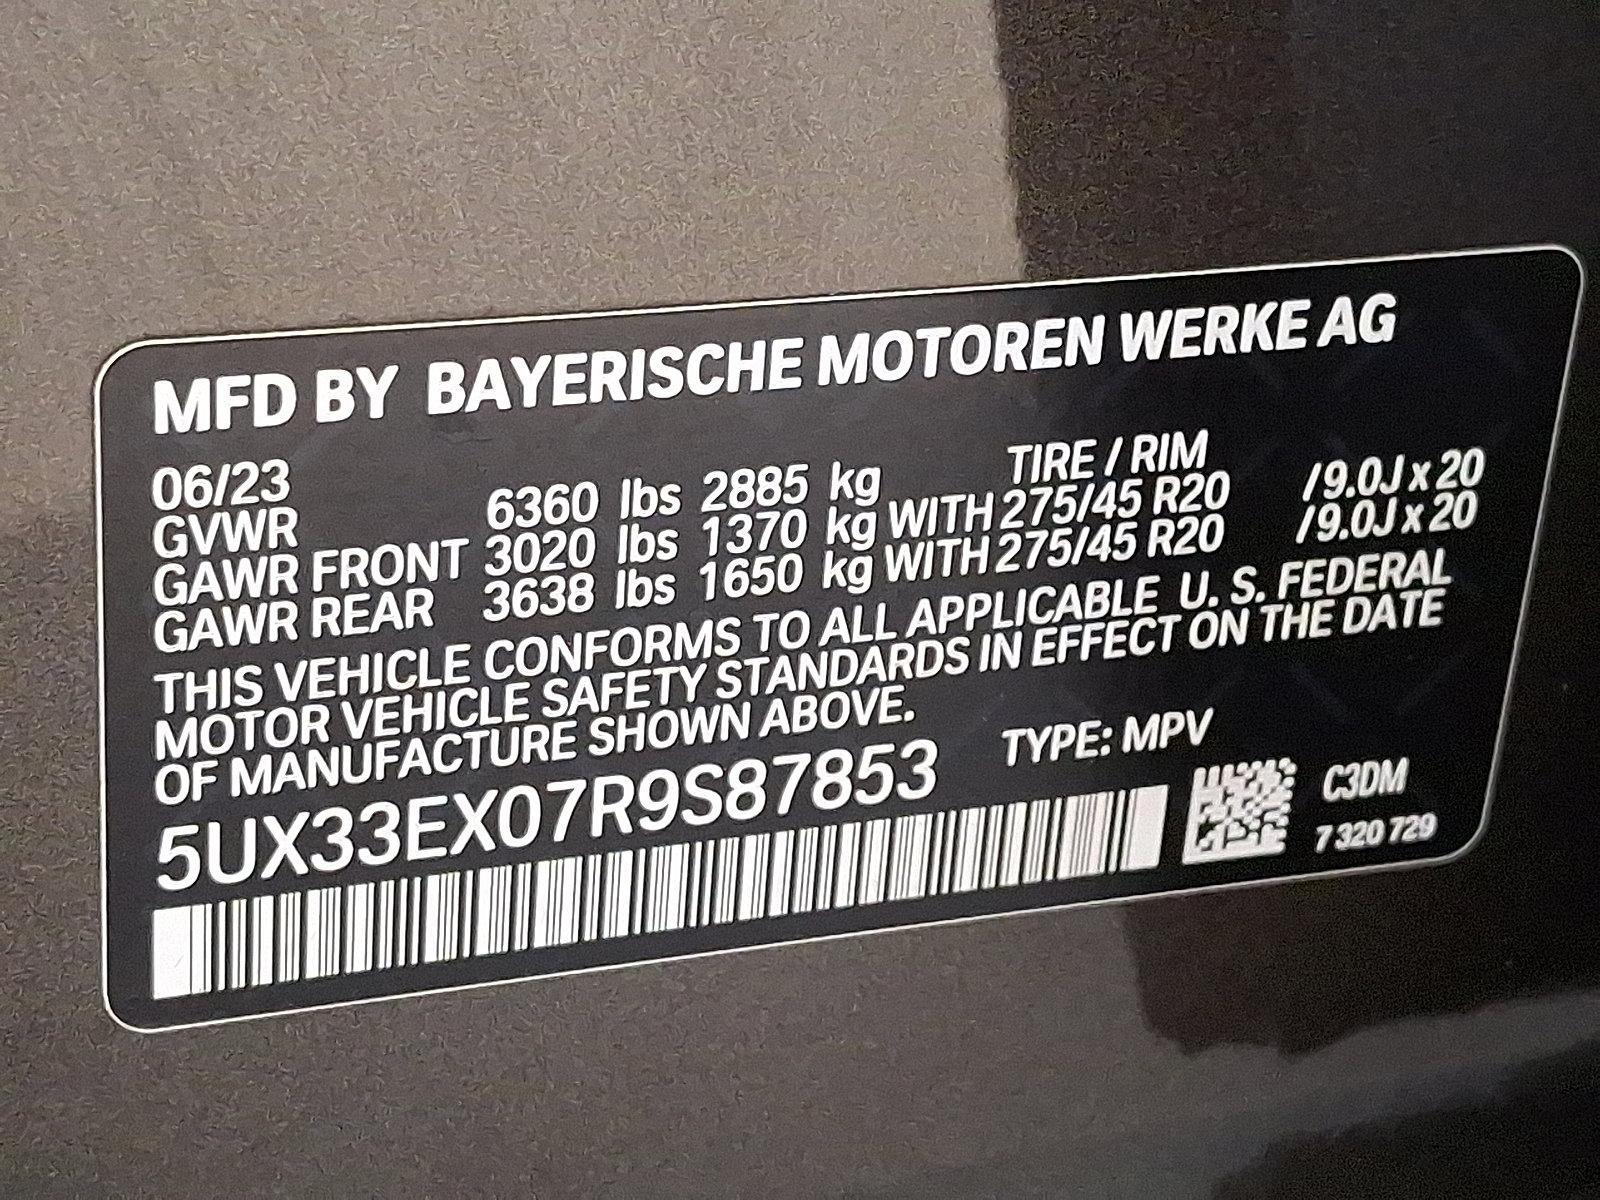 MFD BY BAYERISCHE MOTOREN WERKE AG
06/23 TIRE / RIM
GVWR 6360 lbs 2885 kg
GAWR FRONT 3020 lbs 1370 kg WITH 275/45 R20 /9.0J x 20
GAWR REAR 3638 lbs 1650 kg WITH 275/45 R20 /9.0J x 20
THIS VEHICLE CONFORMS TO ALL APPLICABLE U. S. FEDERAL
MOTOR VEHICLE SAFETY STANDARDS IN EFFECT ON THE DATE
OF MANUFACTURE SHOWN ABOVE.
5UX33EX07R9S87853 TYPE: MPV
C3DM
7 320 729